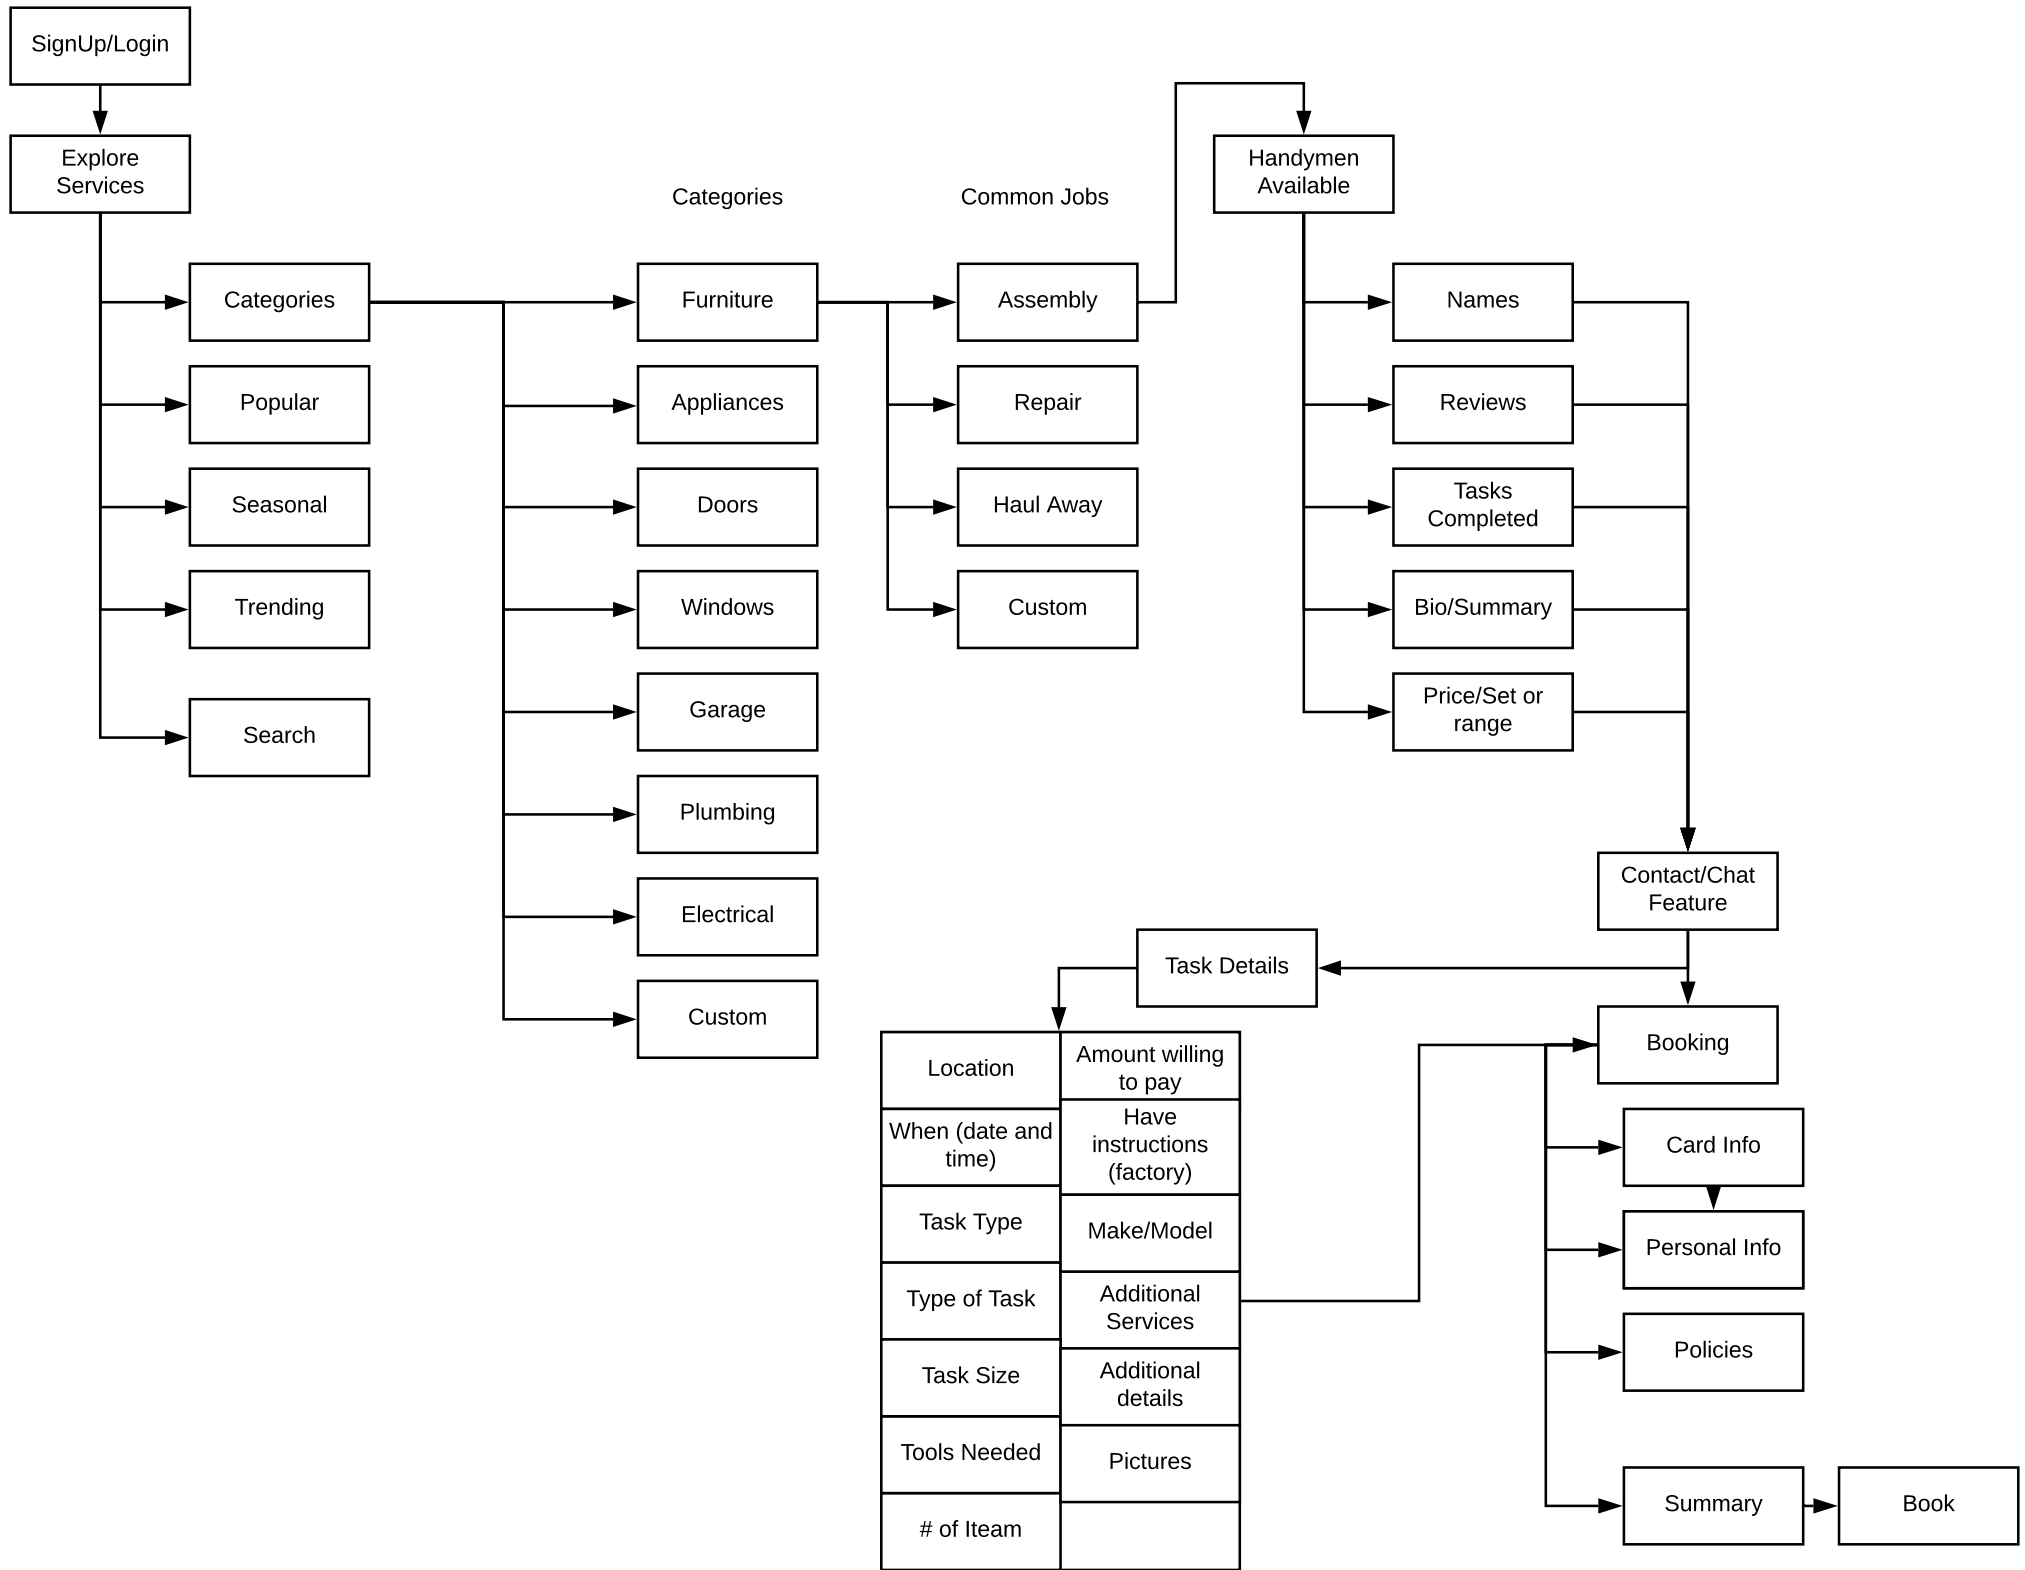 SignUp/Login
Explore
Services
Categories
Popular
Seasonal
Trending
Search
Categories
Furniture
Appliances
Doors
Windows
Garage
Plumbing
Electrical
Custom
Common Jobs
Assembly
Repair
Haul Away
Custom
Handymen
Available
Names
Reviews
Tasks
Completed
Bio/Summary
Price/Set or
range
Contact/Chat
Feature
Task Details
Location
When (date and
time)
Task Type
Type of Task
Task Size
Tools Needed
# of Iteam
Amount willing
to pay
Have
instructions
(factory)
Make/Model
Additional
Services
Additional
details
Pictures
Booking
Card Info
Personal Info
Policies
Summary
Book